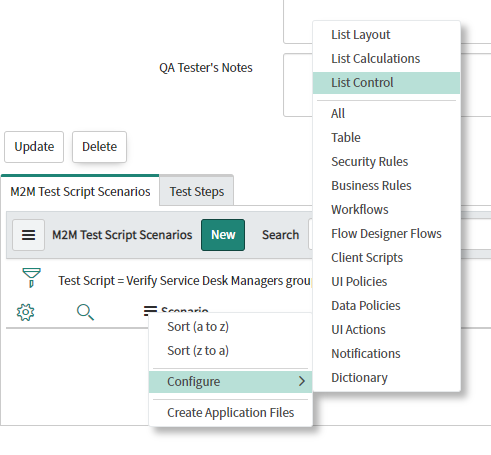 List Layout
List Calculations
List Control
QA Tester's Notes
All
Table
Security Rules
Business Rules
Workflows
Flow Designer Flows
Client Scripts
UI Policies
Data Policies
UI Actions
Notifications
Dictionary
Update Delete
M2M Test Script Scenarios Test Steps
M2M Test Script Scenarios New Search
Test Script = Verify Service Desk Managers grou
Scenario
Sort (a to z)
Sort (z to a)
Configure
Create Application Files